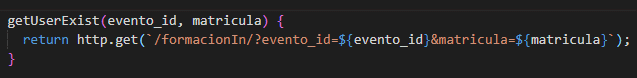 getUserExist(evento_id, matricula) {
return http.get(`/formacionIn/?evento_id=${evento_id}&matricula=${matricula}`);
}